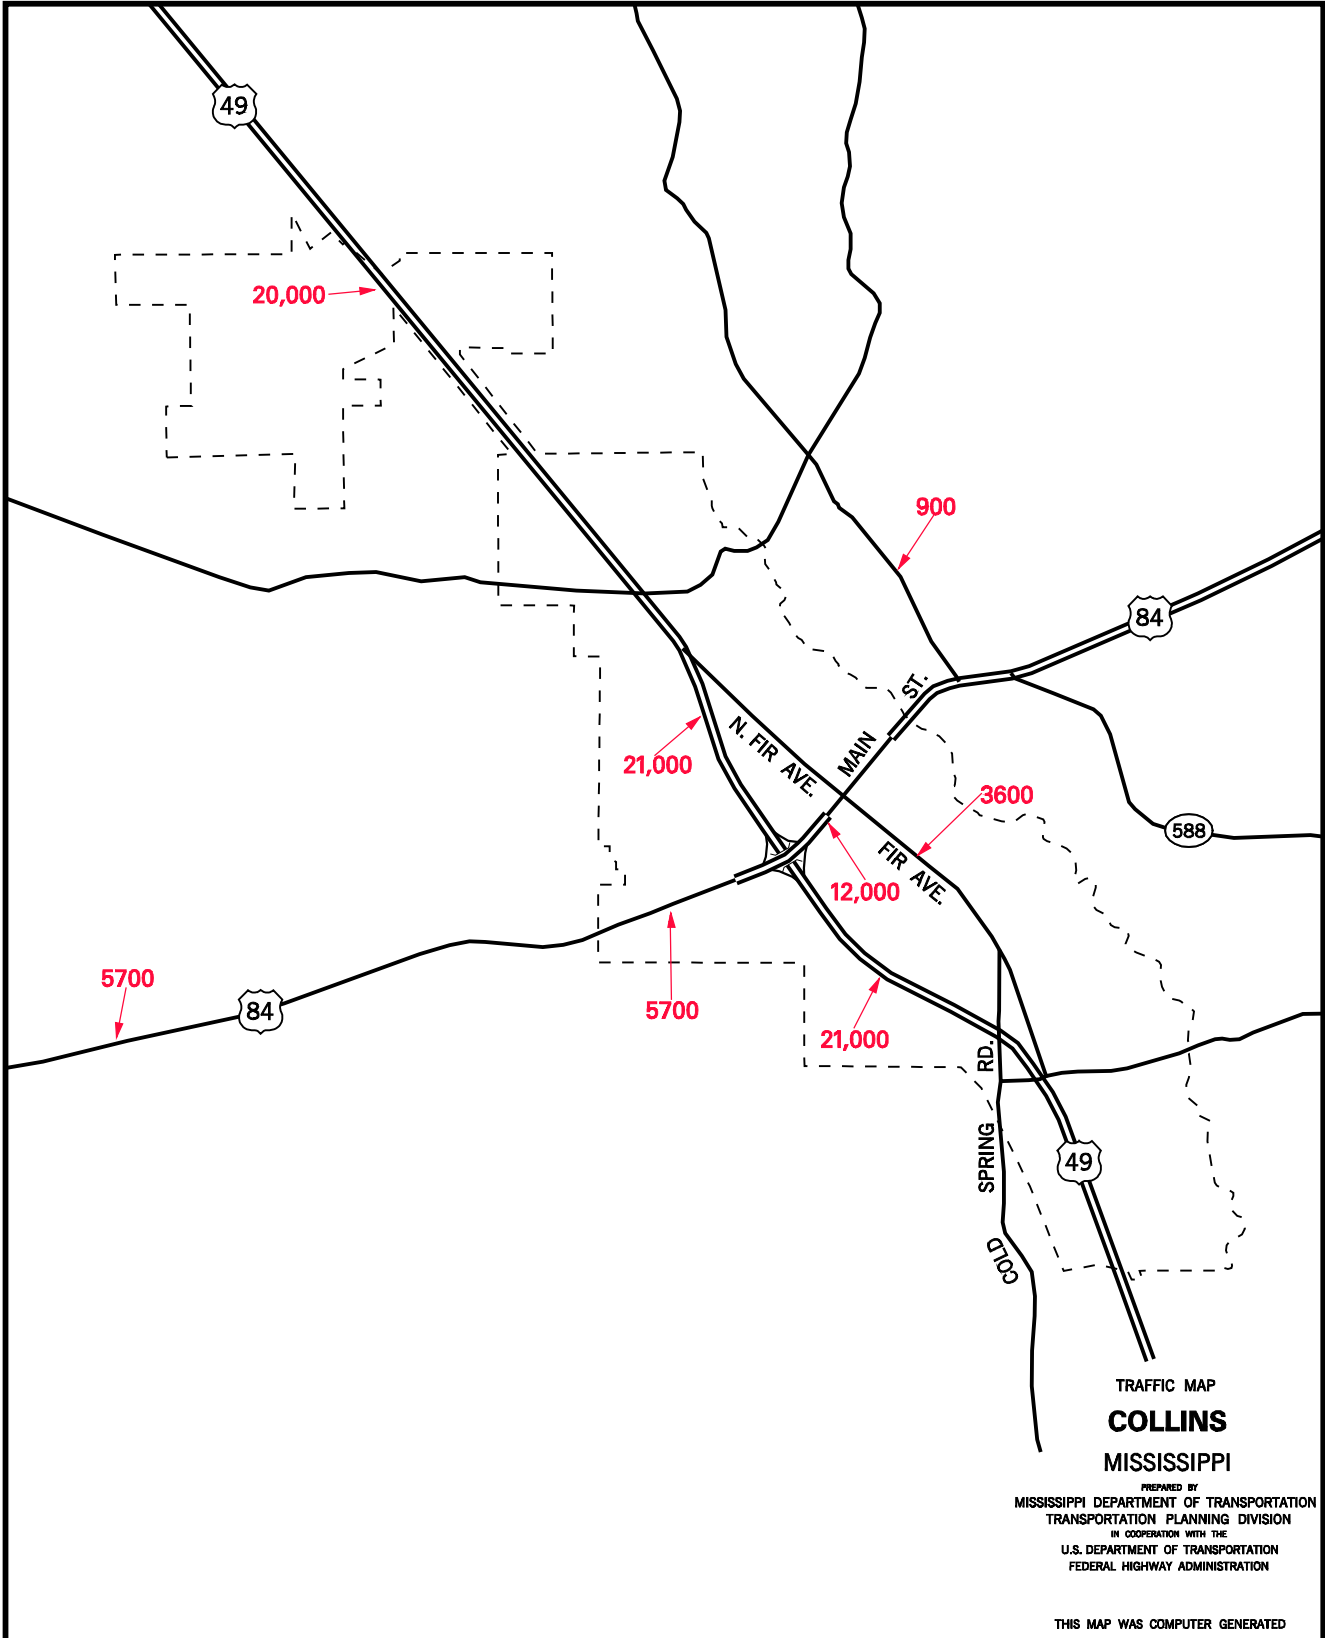 49
20,000
900
84
ST.
MAIN
N. FIR AVE.
21,000
3600
588
FIR AVE.
12,000
5700
84
5700
21,000
COLD SPRING RD.
49
TRAFFIC MAP
COLLINS
MISSISSIPPI
PREPARED BY
MISSISSIPPI DEPARTMENT OF TRANSPORTATION
TRANSPORTATION PLANNING DIVISION
IN COOPERATION WITH THE
U.S. DEPARTMENT OF TRANSPORTATION
FEDERAL HIGHWAY ADMINISTRATION
THIS MAP WAS COMPUTER GENERATED